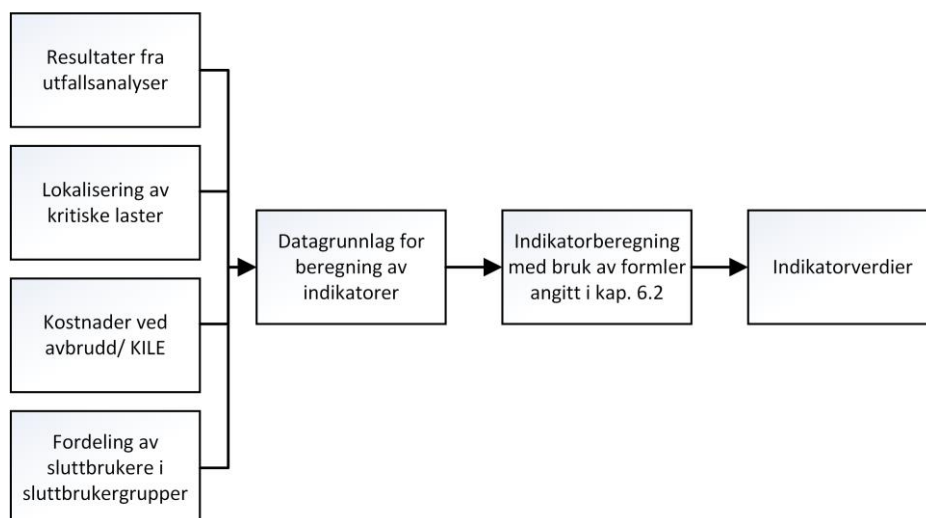 Resultater fra
utfallsanalyser
Lokalisering av
kritiske laster
Kostnader ved
avbrudd/ KILE
Fordeling av
sluttbrukere i
sluttbrukergrupper
Datagrunnlag for
beregning av
indikatorer
Indikatorberegning
med bruk av formler
angitt i kap. 6.2
Indikatorverdier